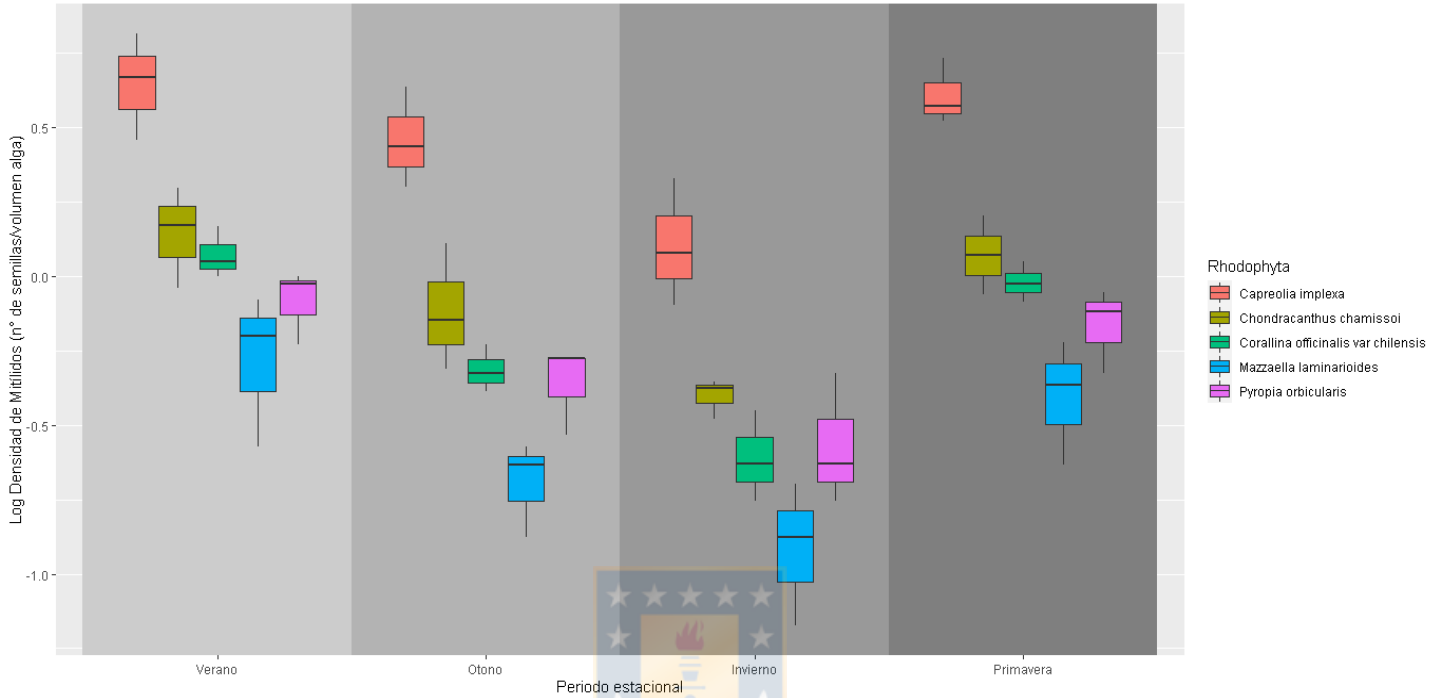 Log Densidad de Mitilidos (n° de semillas/volumen alga)
0.5
0.0
-0.5
-1.0
Verano
Otono
Invierno
Primavera
Periodo estacional
Rhodophyta
Capreolia implexa
Chondracanthus chamissoi
Corallina officinalis var chilensis
Mazzaella laminarioides
Pyropia orbicularis